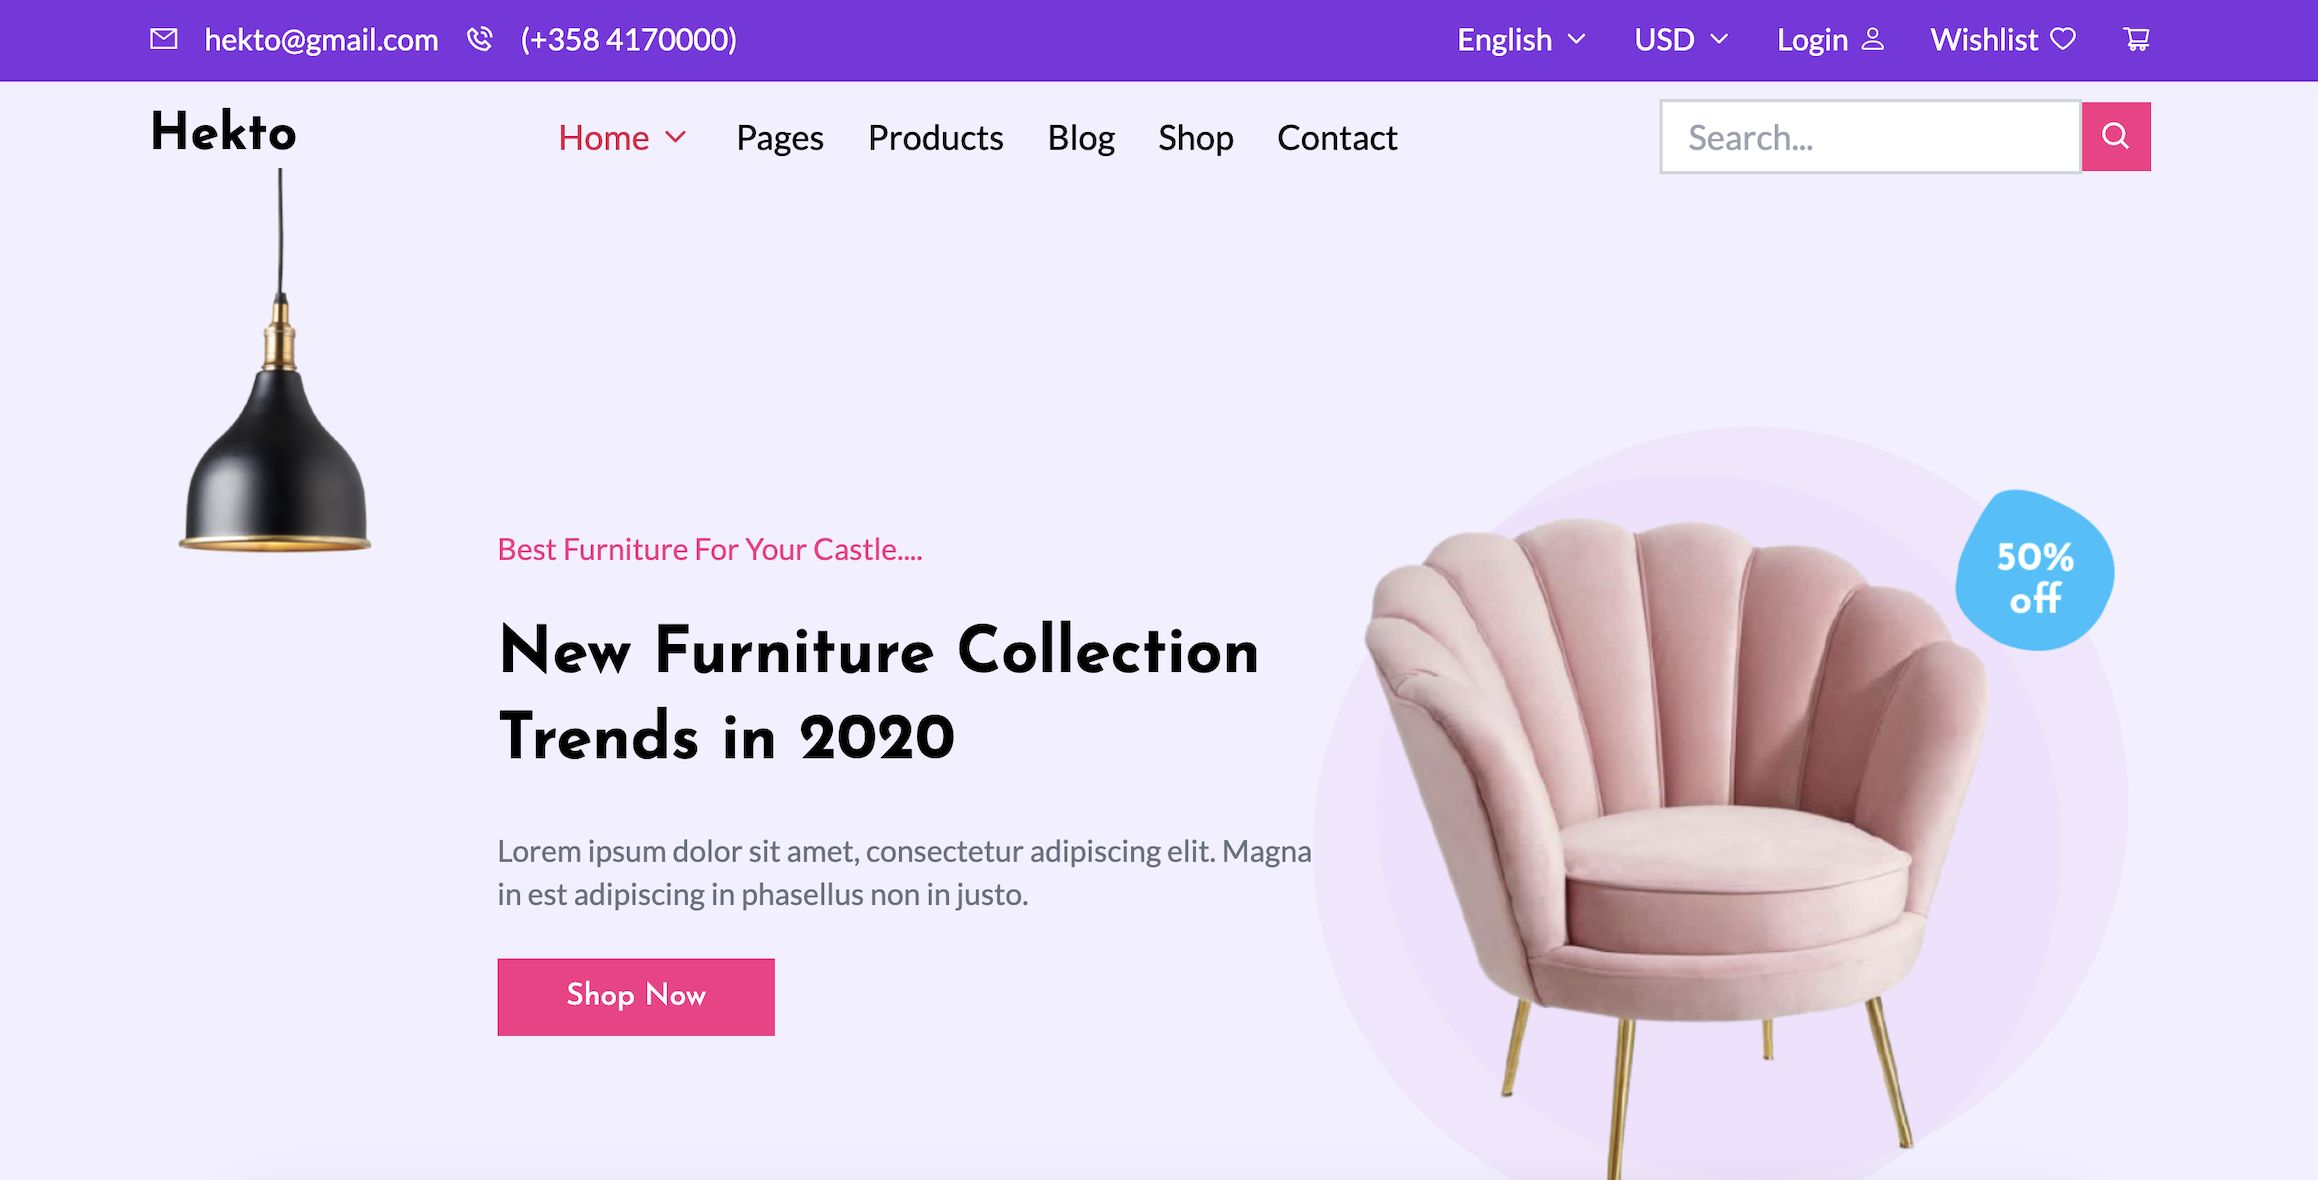 hekto@gmail.com (+358 4170000) English USD Login Wishlist
Hekto Home Pages Products Blog Shop Contact Search...
Best Furniture For Your Castle....
New Furniture Collection
Trends in 2020
50%
off
Lorem ipsum dolor sit amet, consectetur adipiscing elit. Magna
in est adipiscing in phasellus non in justo.
Shop Now